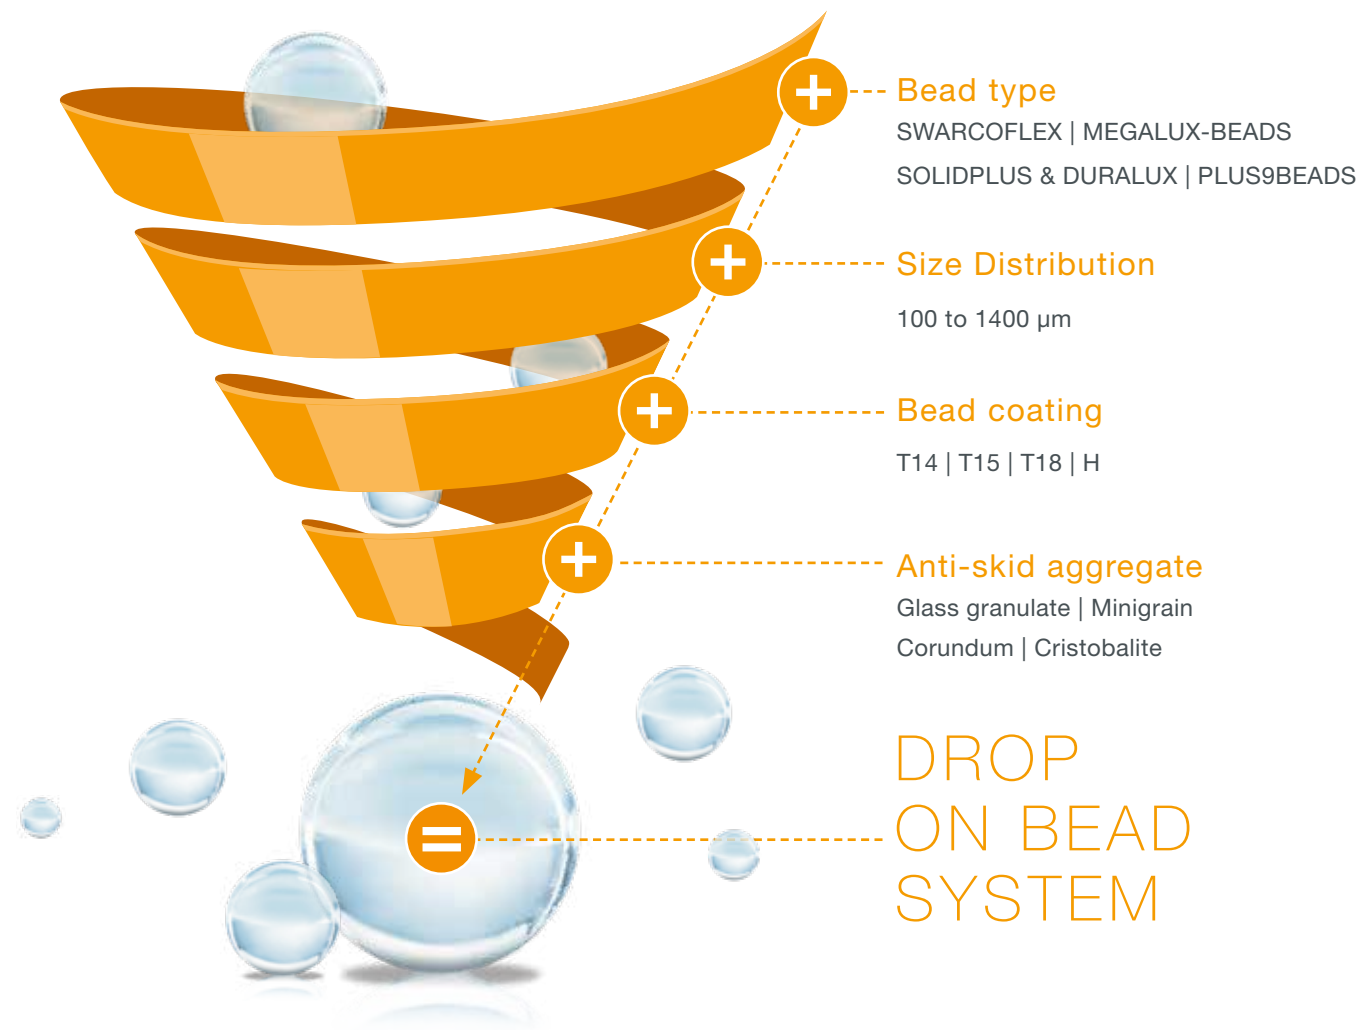 Bead type
SWARCOFLEX | MEGALUX-BEADS
SOLIDPLUS & DURALUX | PLUS9BEADS
Size Distribution
100 to 1400 µm
Bead coating
T14 | T15 | T18 | H
Anti-skid aggregate
Glass granulate | Minigrain
Corundum | Cristobalite
DROP
ON BEAD
SYSTEM